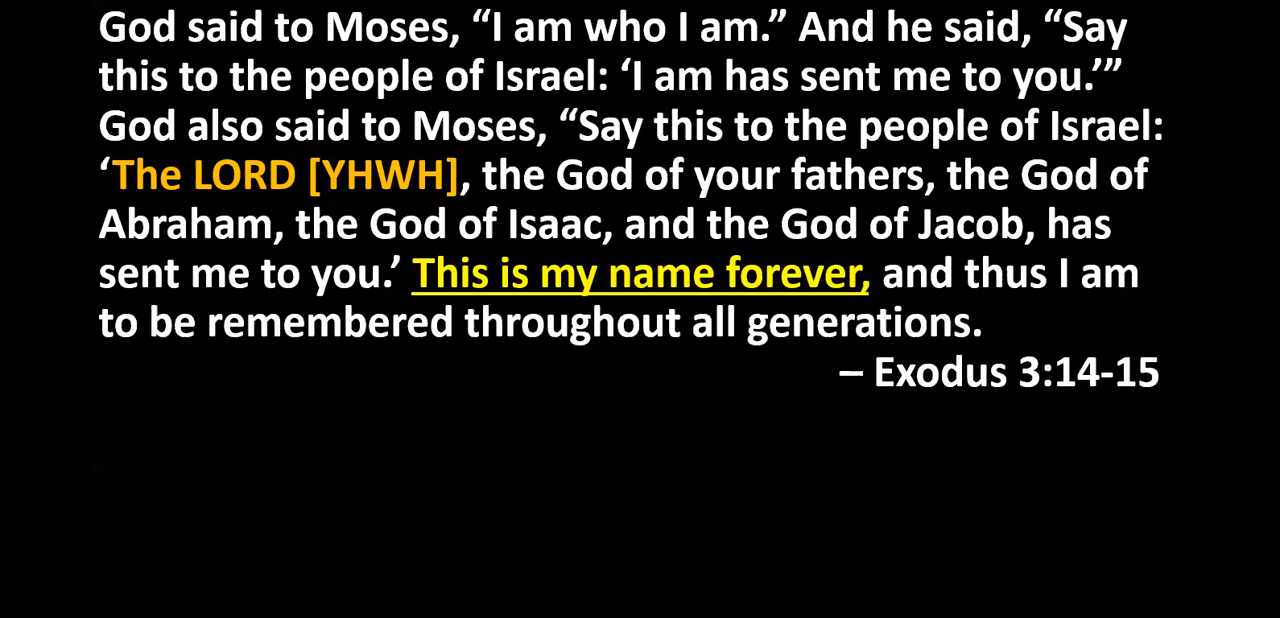 God said to Moses, “I am who I am.” And he said, “Say
this to the people of Israel: ‘I am has sent me to you.’”
God also said to Moses, “Say this to the people of Israel:
‘The LORD [YHWH], the God of your fathers, the God of
Abraham, the God of Isaac, and the God of Jacob, has
sent me to you.’ This is my name forever, and thus I am
to be remembered throughout all generations.
– Exodus 3:14-15